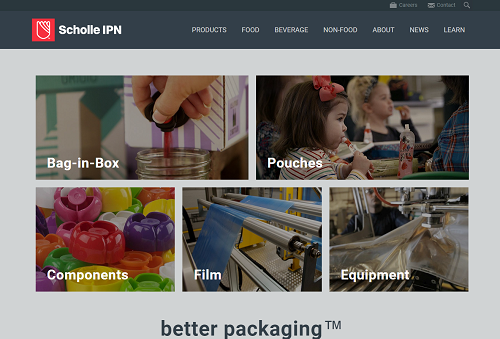 Careers Contact
Scholle IPN
PRODUCTS FOOD BEVERAGE NON-FOOD ABOUT NEWS LEARN
Bag-in-Box
Pouches
Components
Film
Equipment
better packaging™